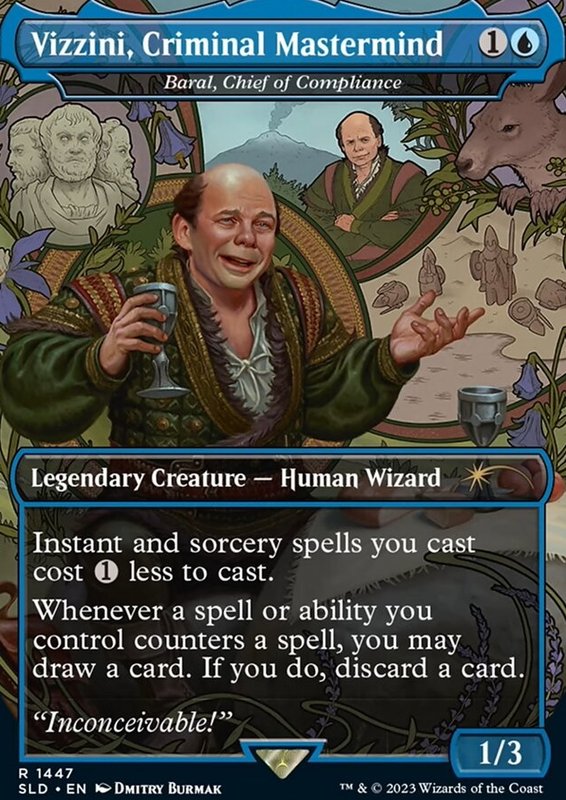 Vizzini, Criminal Mastermind 1
Baral, Chief of Compliance
Legendary Creature — Human Wizard
Instant and sorcery spells you cast
cost 1 less to cast.
Whenever a spell or ability you
control counters a spell, you may
draw a card. If you do, discard a card.
“Inconceivable!”
1/3
R 1447
SLD • EN Dmitry Burmak
™ & © 2023 Wizards of the Coast